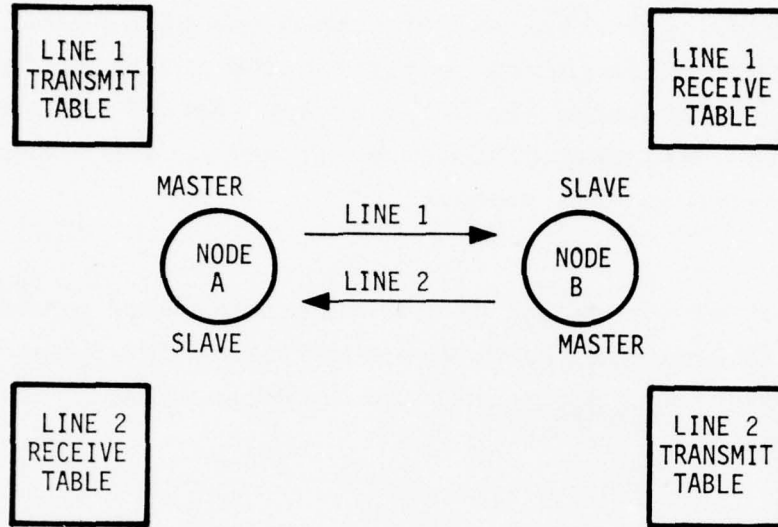 LINE 1
TRANSMIT
TABLE
LINE 1
RECEIVE
TABLE
MASTER
SLAVE
LINE 1
NODE
A
NODE
B
LINE 2
SLAVE
MASTER
LINE 2
RECEIVE
TABLE
LINE 2
TRANSMIT
TABLE